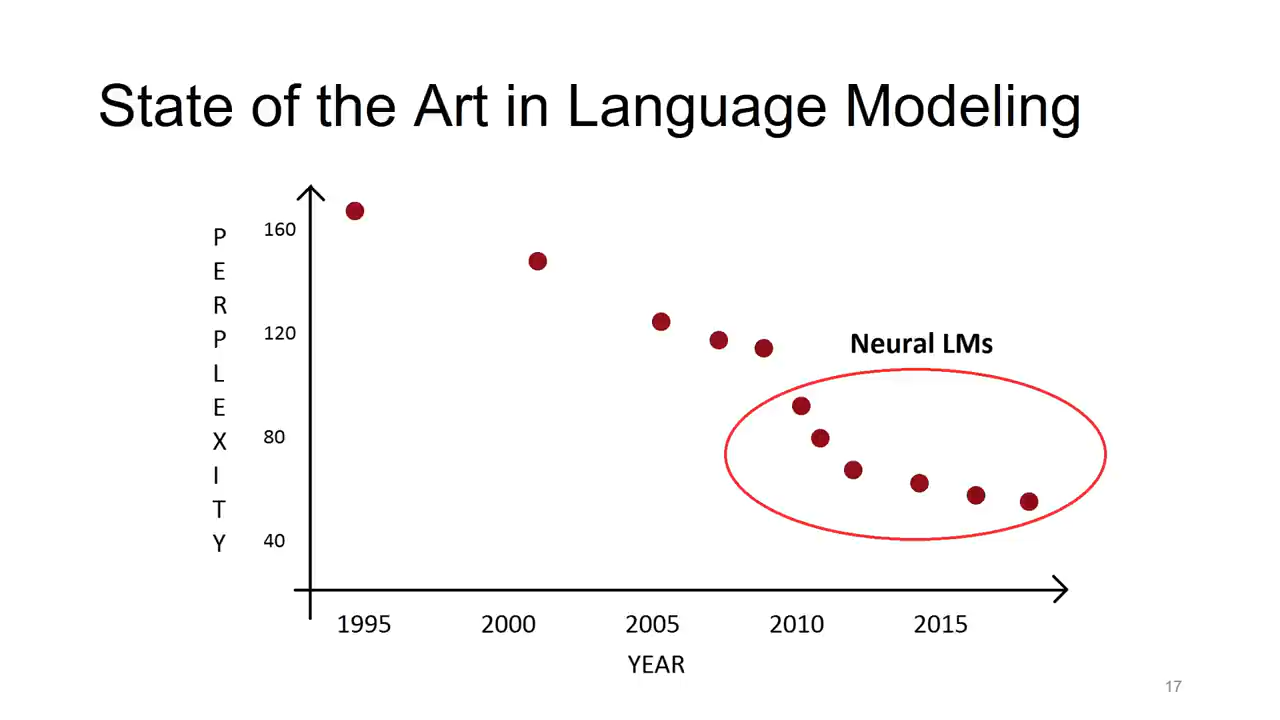 State of the Art in Language Modeling
PERPLEXITY
160
120
80
40
Neural LMs
1995 2000 2005 2010 2015
YEAR
17